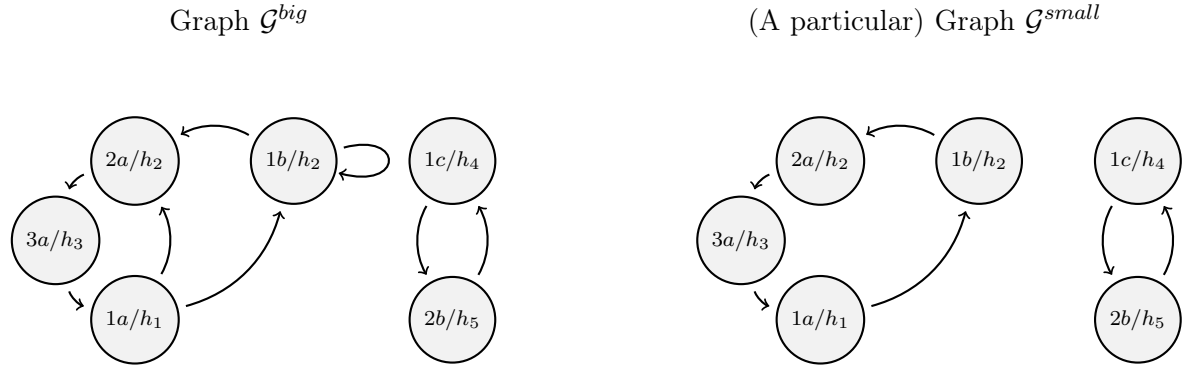 Graph 𝒢^{big}
(A particular) Graph 𝒢^{small}
2a/h₂
1b/h₂
1c/h₄
3a/h₃
1a/h₁
2b/h₅
2a/h₂
1b/h₂
1c/h₄
3a/h₃
1a/h₁
2b/h₅